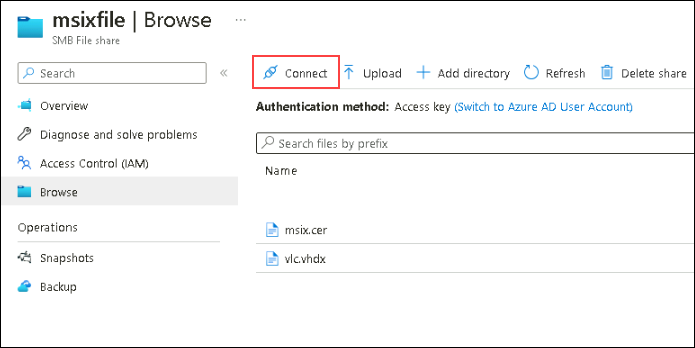 msixfile | Browse ...
SMB File share
Search «
Overview
Diagnose and solve problems
Access Control (IAM)
Browse
Operations
Snapshots
Backup
Connect Upload Add directory Refresh Delete share
Authentication method: Access key (Switch to Azure AD User Account)
Search files by prefix
Name
msix.cer
vlc.vhdx